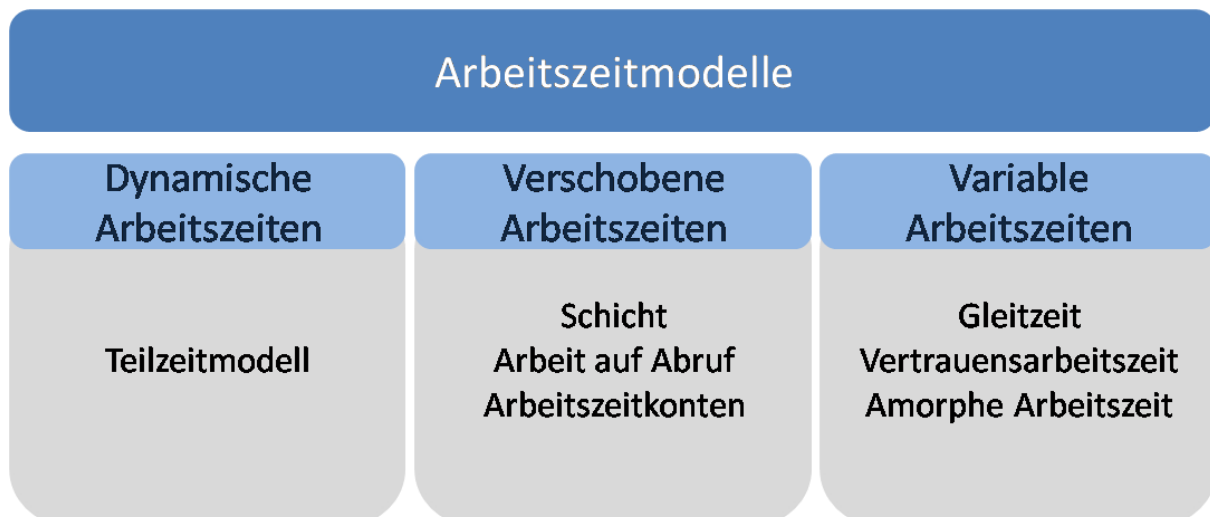 Arbeitszeitmodelle
Dynamische
Arbeitszeiten
Teilzeitmodell
Verschobene
Arbeitszeiten
Schicht
Arbeit auf Abruf
Arbeitszeitkonten
Variable
Arbeitszeiten
Gleitzeit
Vertrauensarbeitszeit
Amorphe Arbeitszeit